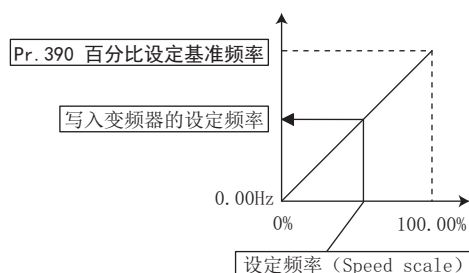 Pr.390 百分比设定基准频率
写入变频器的设定频率
0.00Hz
0%
100.00%
设定频率（Speed scale）